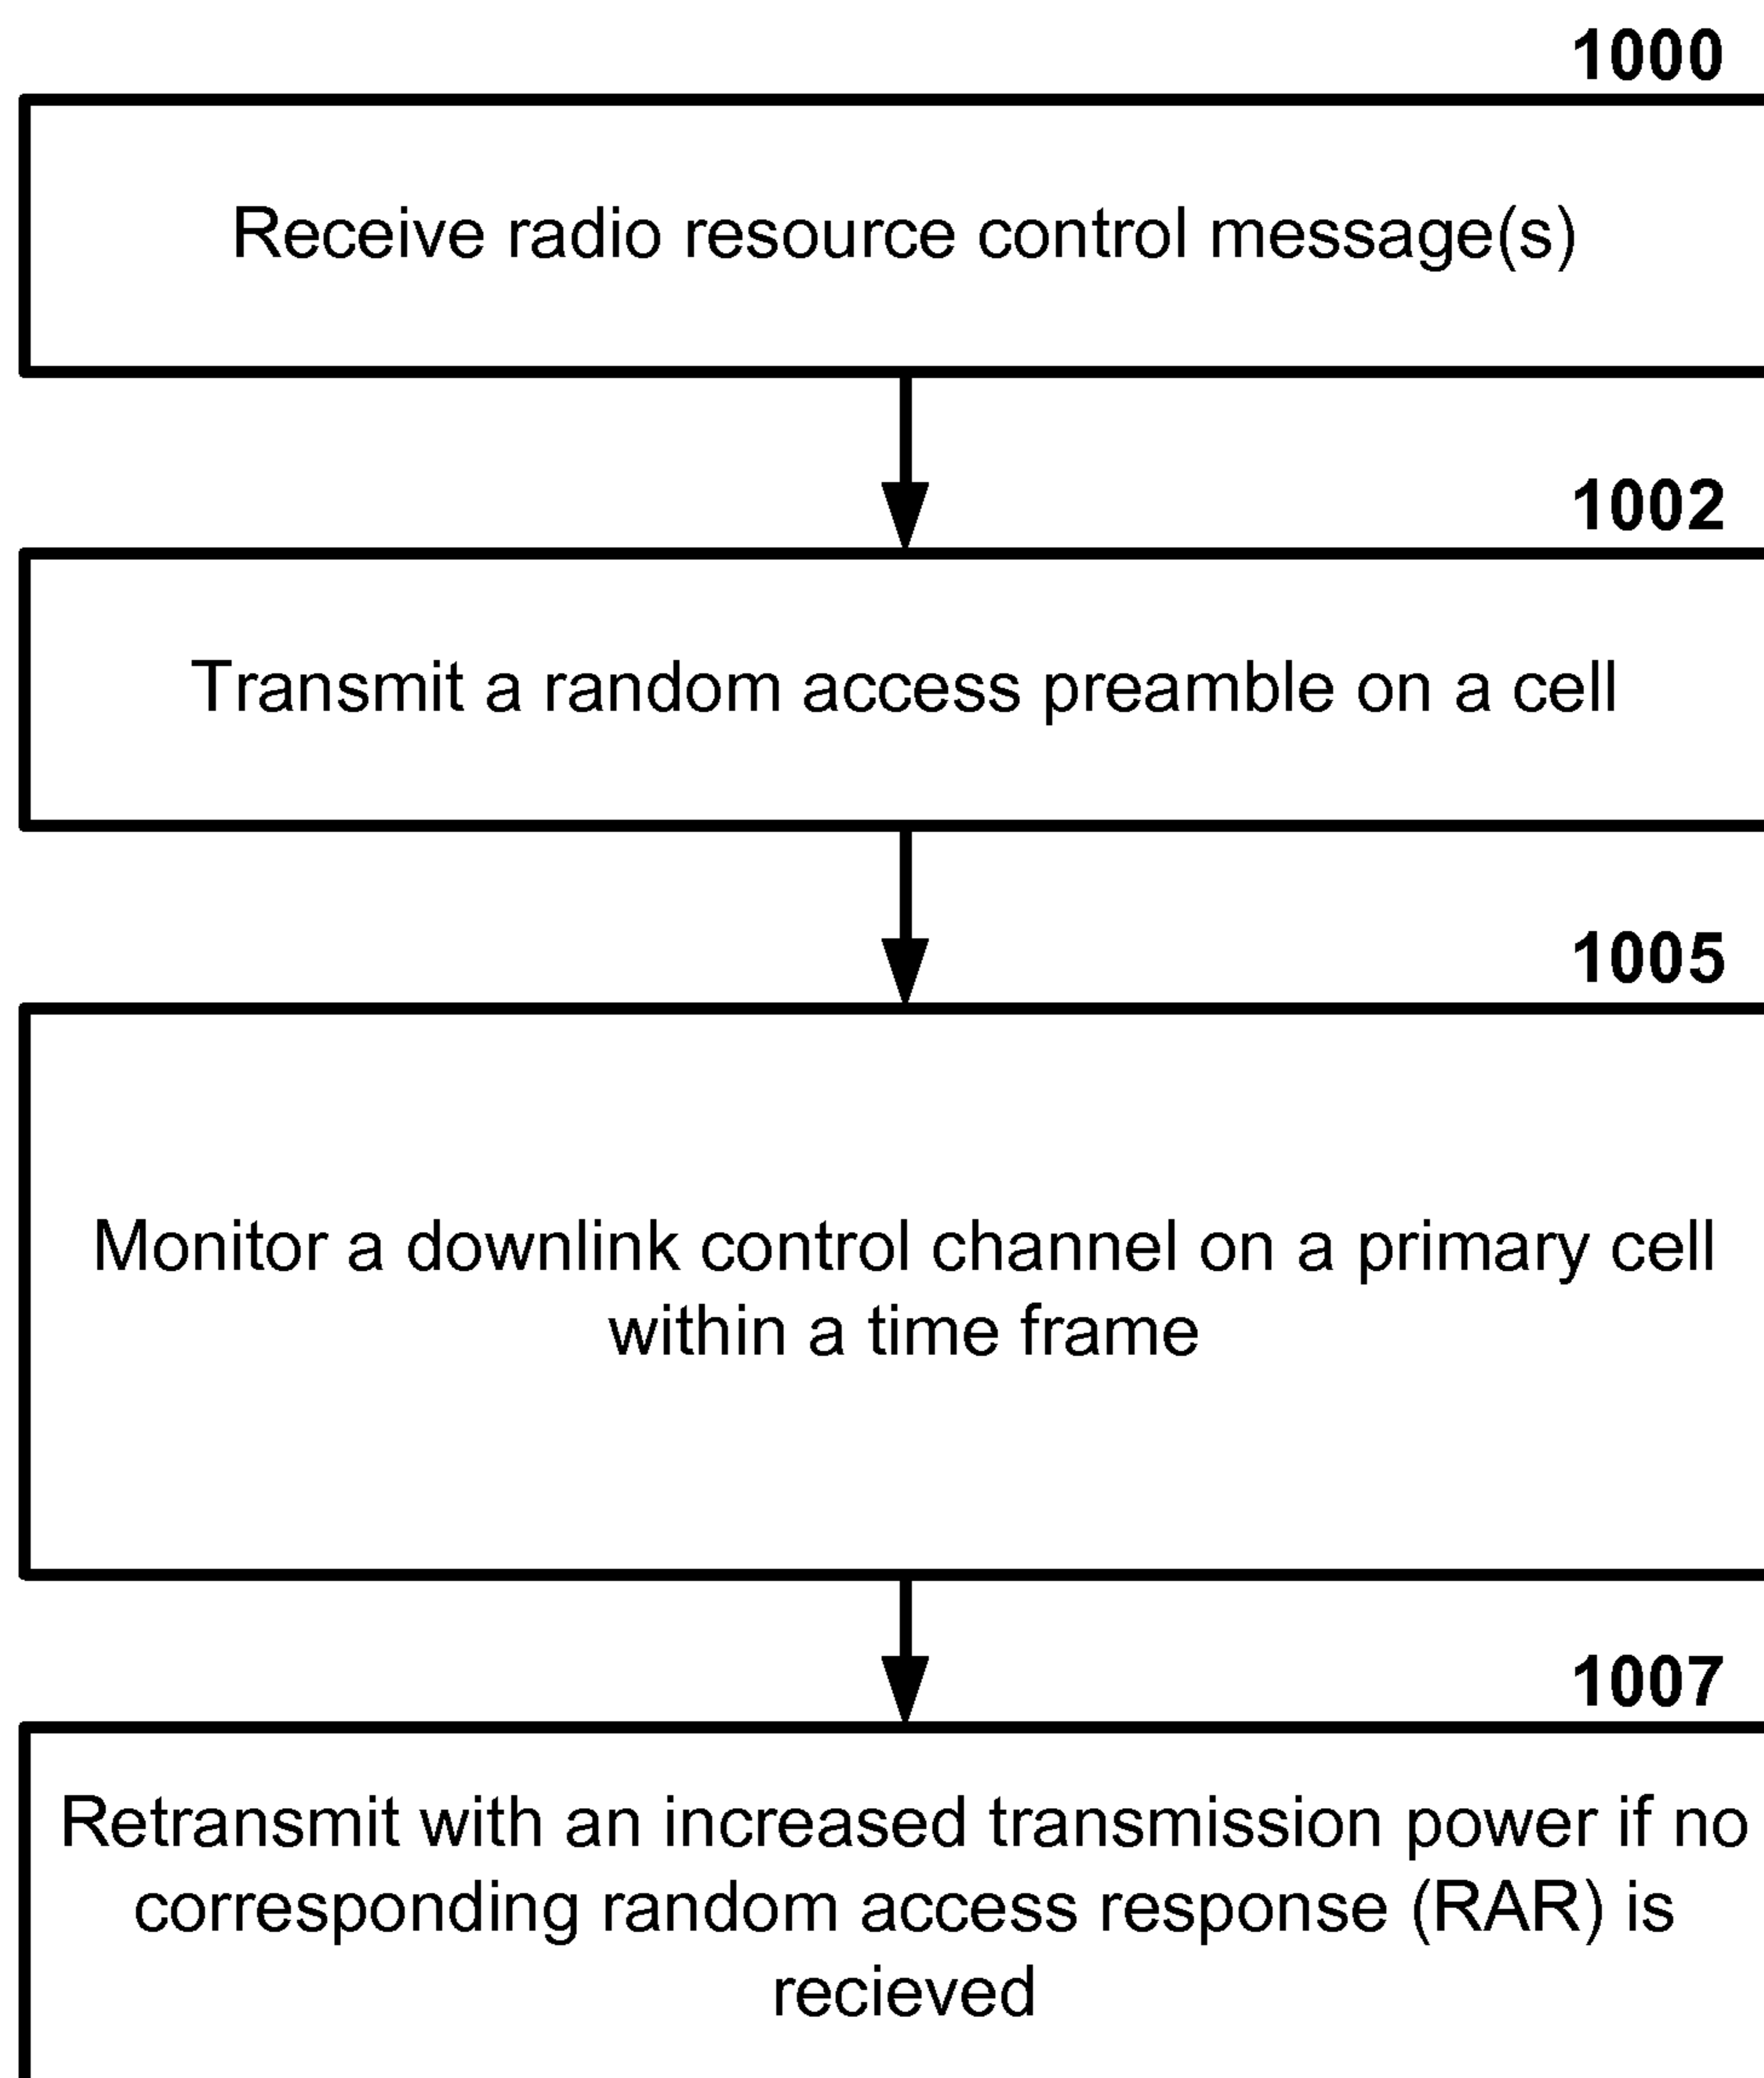 1000
Receive radio resource control message(s)
1002
Transmit a random access preamble on a cell
1005
Monitor a downlink control channel on a primary cell
within a time frame
1007
Retransmit with an increased transmission power if no
corresponding random access response (RAR) is
recieved